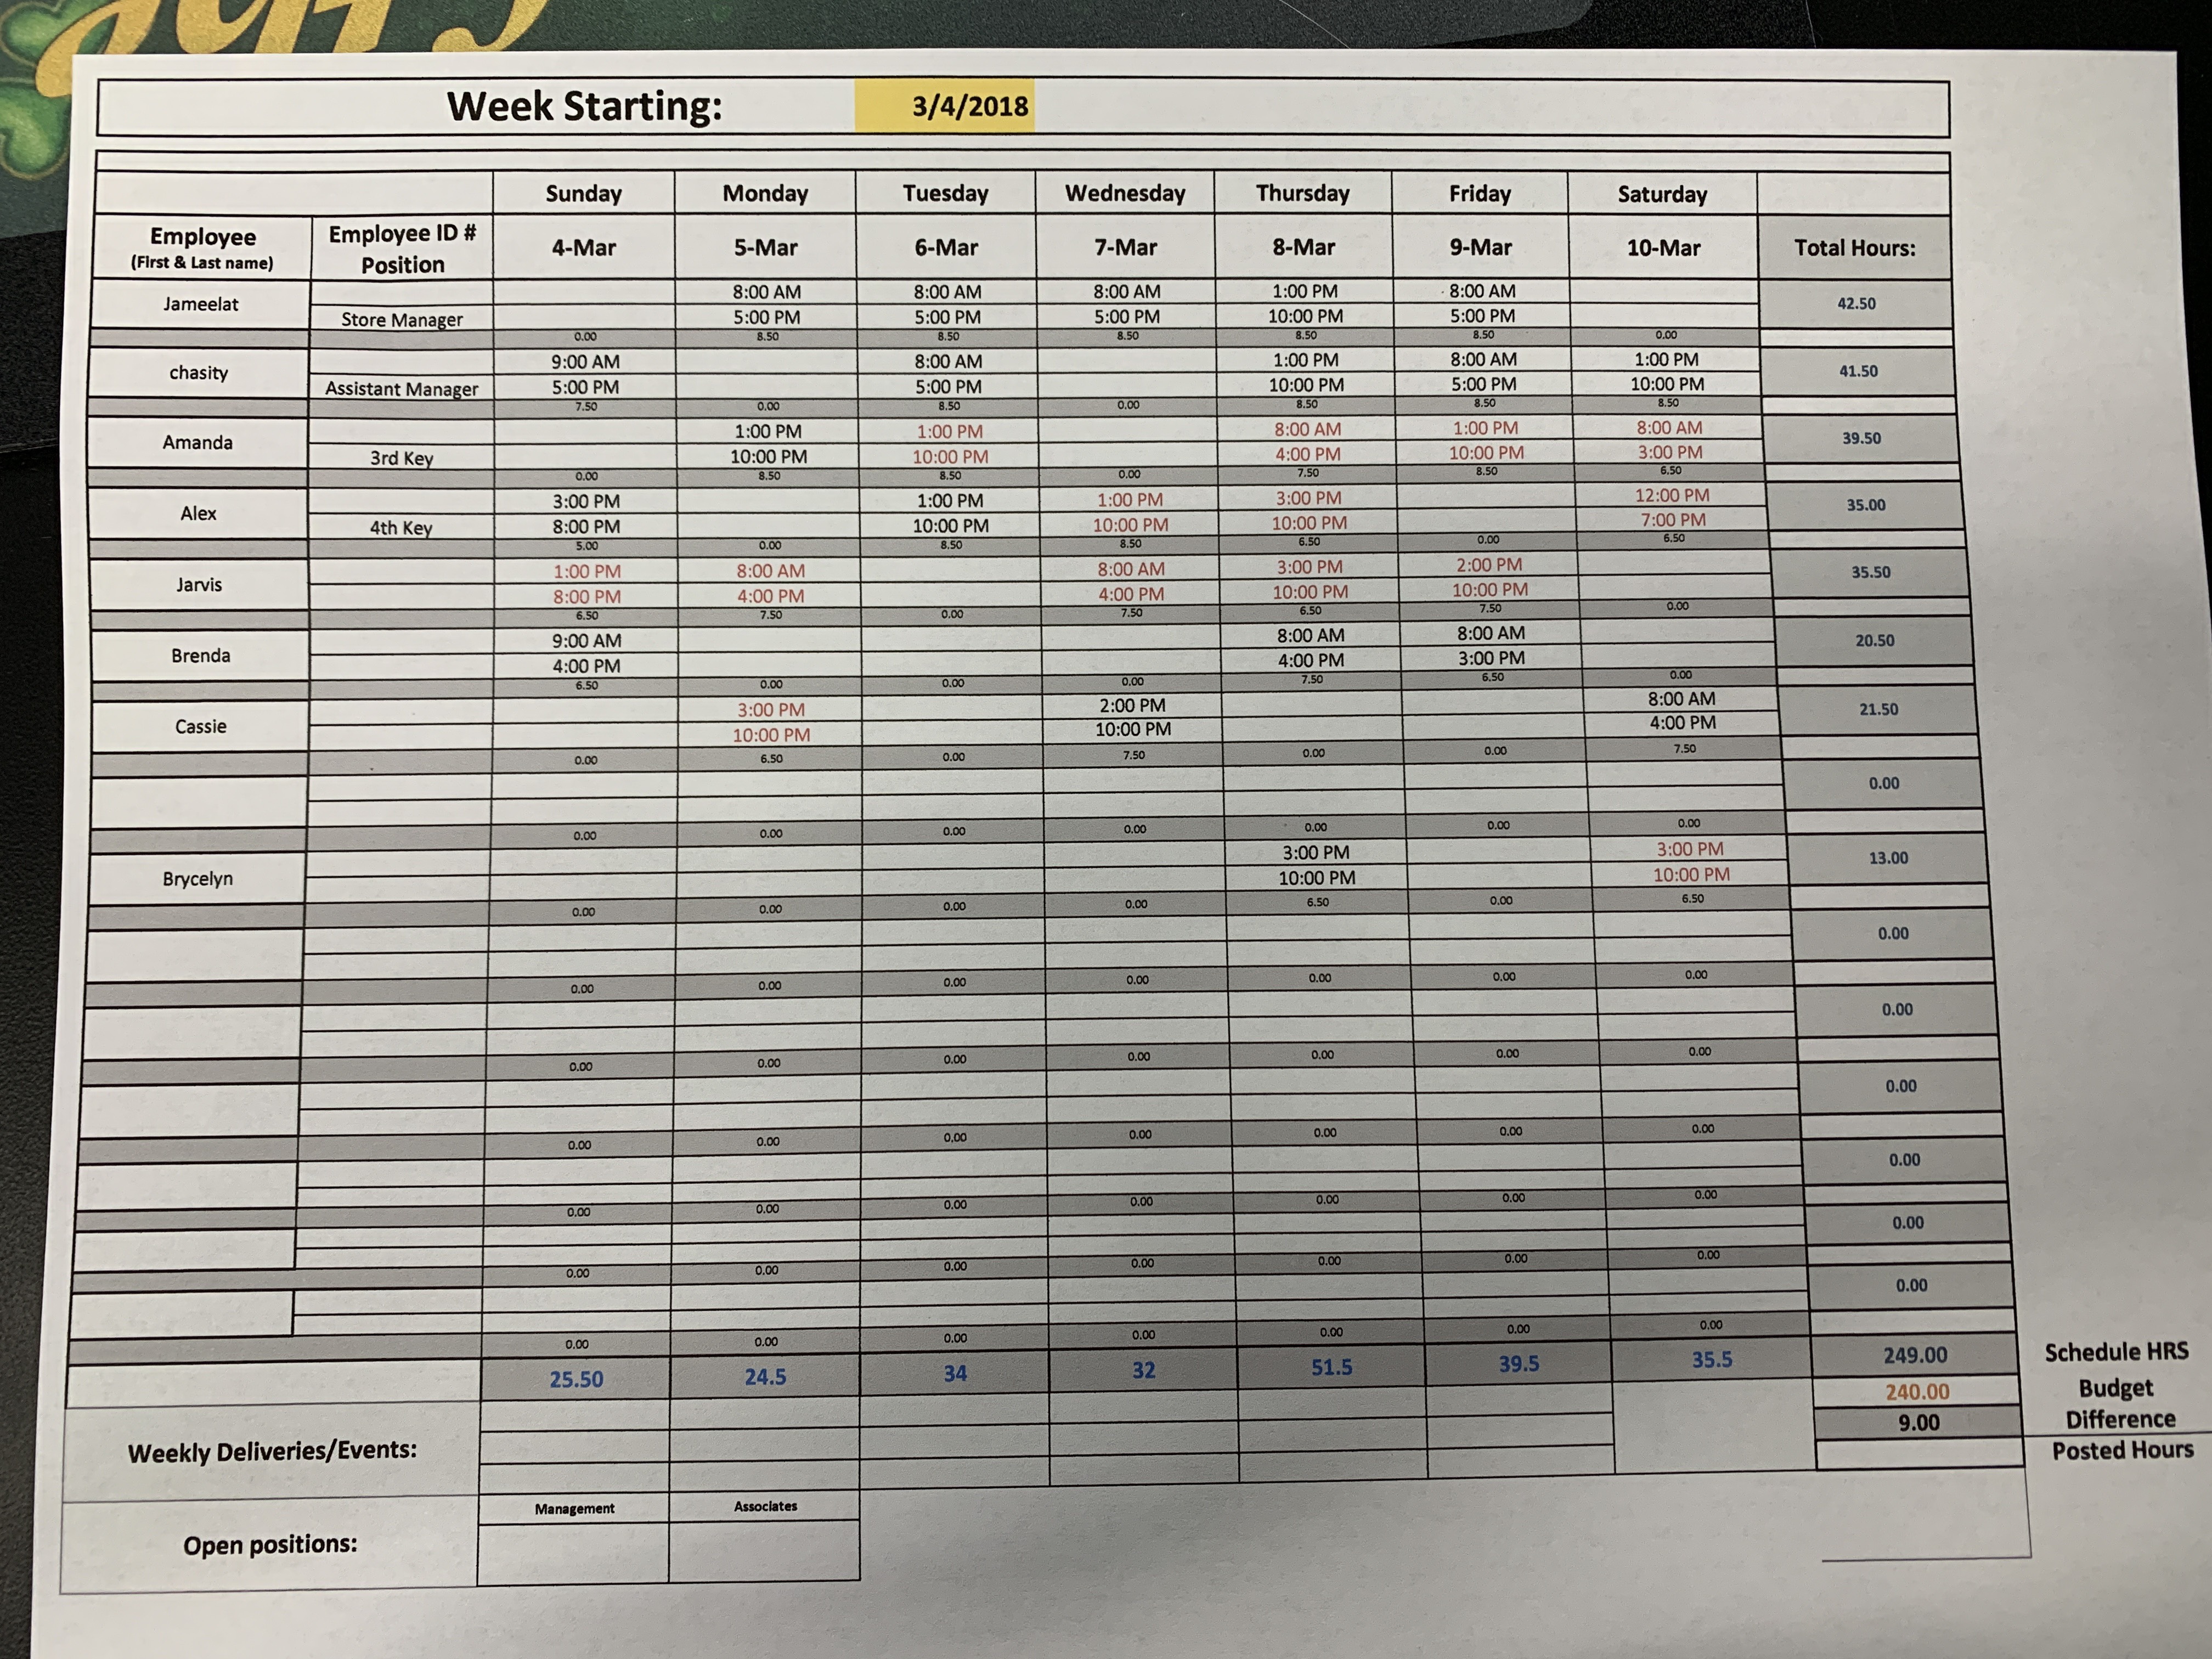 Week Starting: 3/4/2018
Sunday Monday Tuesday Wednesday Thursday Friday Saturday
Employee (First & Last name) Employee ID # Position 4-Mar 5-Mar 6-Mar 7-Mar 8-Mar 9-Mar 10-Mar Total Hours:
8:00 AM 8:00 AM 8:00 AM 1:00 PM 8:00 AM
Jameelat Store Manager 5:00 PM 5:00 PM 5:00 PM 10:00 PM 5:00 PM 42.50
0.00 8.50 8.50 8.50 8.50 8.50 0.00
9:00 AM 8:00 AM 1:00 PM 8:00 AM 1:00 PM
chasity Assistant Manager 5:00 PM 5:00 PM 10:00 PM 5:00 PM 10:00 PM 41.50
7.50 0.00 8.50 0.00 8.50 8.50 8.50
1:00 PM 1:00 PM 8:00 AM 1:00 PM 8:00 AM
Amanda 3rd Key 10:00 PM 10:00 PM 4:00 PM 10:00 PM 3:00 PM 39.50
0.00 8.50 8.50 0.00 7.50 8.50 6.50
3:00 PM 1:00 PM 1:00 PM 3:00 PM 12:00 PM
Alex 4th Key 8:00 PM 10:00 PM 10:00 PM 10:00 PM 7:00 PM 35.00
5.00 0.00 8.50 8.50 6.50 0.00 6.50
1:00 PM 8:00 AM 8:00 AM 3:00 PM 2:00 PM
Jarvis 8:00 PM 4:00 PM 4:00 PM 10:00 PM 10:00 PM 35.50
6.50 7.50 0.00 7.50 6.50 7.50 0.00
9:00 AM 8:00 AM 8:00 AM
Brenda 4:00 PM 4:00 PM 3:00 PM 20.50
6.50 0.00 0.00 0.00 7.50 6.50 0.00
3:00 PM 2:00 PM 8:00 AM
Cassie 10:00 PM 10:00 PM 4:00 PM 21.50
0.00 6.50 0.00 7.50 0.00 0.00 7.50
0.00
0.00 0.00 0.00 0.00 0.00 0.00 0.00
3:00 PM 3:00 PM
Brycelyn 10:00 PM 10:00 PM 13.00
0.00 0.00 0.00 0.00 6.50 0.00 6.50
0.00
0.00 0.00 0.00 0.00 0.00 0.00 0.00
0.00
0.00 0.00 0.00 0.00 0.00 0.00 0.00
0.00
0.00 0.00 0.00 0.00 0.00 0.00 0.00
0.00
0.00 0.00 0.00 0.00 0.00 0.00 0.00
0.00
0.00 0.00 0.00 0.00 0.00 0.00 0.00
0.00
0.00 0.00 0.00 0.00 0.00 0.00 0.00
25.50 24.5 34 32 51.5 39.5 35.5 249.00 Schedule HRS
240.00 Budget
9.00 Difference
Weekly Deliveries/Events: Posted Hours
Management Associates
Open positions: